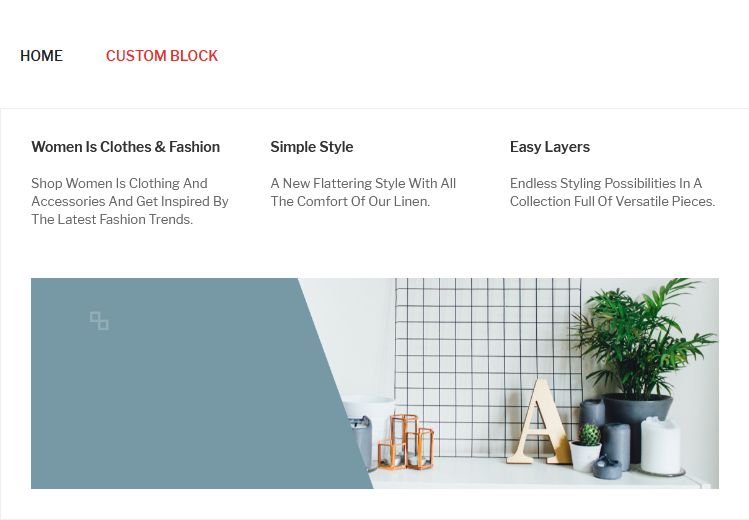 HOME CUSTOM BLOCK
Women Is Clothes & Fashion
Shop Women Is Clothing And
Accessories And Get Inspired By
The Latest Fashion Trends.
Simple Style
A New Flattering Style With All
The Comfort Of Our Linen.
Easy Layers
Endless Styling Possibilities In A
Collection Full Of Versatile Pieces.
A